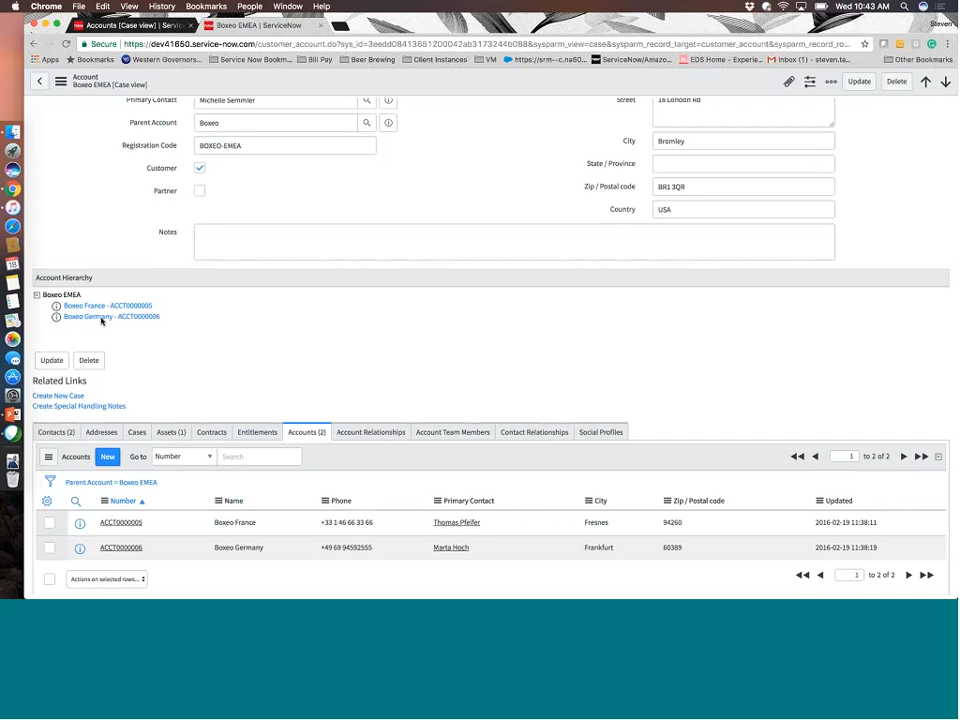 Chrome File Edit View History Bookmarks People Window Help Wed 10:43 AM
Accounts [Case view] | Servic × Boxeo EMEA | ServiceNow × Steven
Secure https://dev41650.service-now.com/customer_account.do?sys_id=3eedd08413651200042ab3173244b088&sysparm_view=case&sysparm_record_target=customer_account&sysparm_record_ro...
Apps Bookmarks Western Governors... Service Now Bookm... Bill Pay Beer Brewing Client Instances VM https://srm--c.na60... ServiceNow/Amazo... EDS Home - Experie... Inbox (1) - steven.ta... Other Bookmarks
Account
Boxeo EMEA [Case view]
Update Delete
Primary Contact Michelle Semmler
Parent Account Boxeo
Registration Code BOXEO-EMEA
Customer
Partner
Street 18 London Rd
City Bromley
State / Province
Zip / Postal code BR1 3QR
Country USA
Notes
Account Hierarchy
Boxeo EMEA
Boxeo France - ACCT0000005
Boxeo Germany - ACCT0000006
Update Delete
Related Links
Create New Case
Create Special Handling Notes
Contacts (2) Addresses Cases Assets (1) Contracts Entitlements Accounts (2) Account Relationships Account Team Members Contact Relationships Social Profiles
Accounts New Go to Number Search 1 to 2 of 2
Parent Account = Boxeo EMEA
Number Name Phone Primary Contact City Zip / Postal code Updated
ACCT0000005 Boxeo France +33 1 46 66 33 66 Thomas Pfeifer Fresnes 94260 2016-02-19 11:38:11
ACCT0000006 Boxeo Germany +49 69 94592555 Marta Hoch Frankfurt 60389 2016-02-19 11:38:19
Actions on selected rows... 1 to 2 of 2